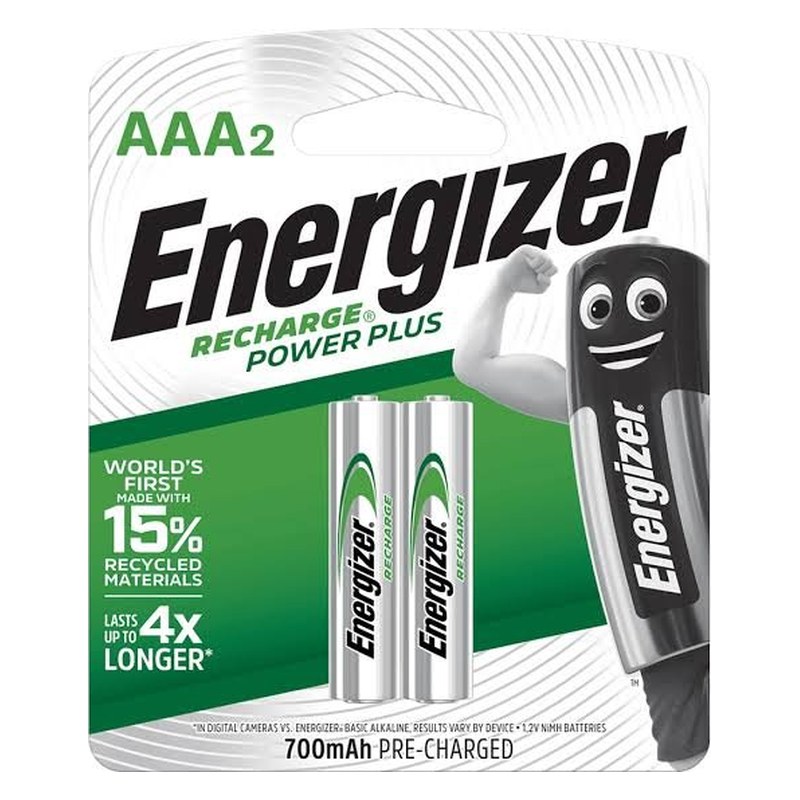 AAA2
Energizer
RECHARGE®
POWER PLUS
WORLD'S
FIRST
MADE WITH
15%
RECYCLED
MATERIALS
LASTS
UP TO 4X
LONGER*
Energizer®
RECHARGE
Energizer®
RECHARGE
Energizer®
TM
*IN DIGITAL CAMERAS VS. ENERGIZER® BASIC ALKALINE, RESULTS VARY BY DEVICE • 1,2V NiMH BATTERIES
700mAh PRE-CHARGED